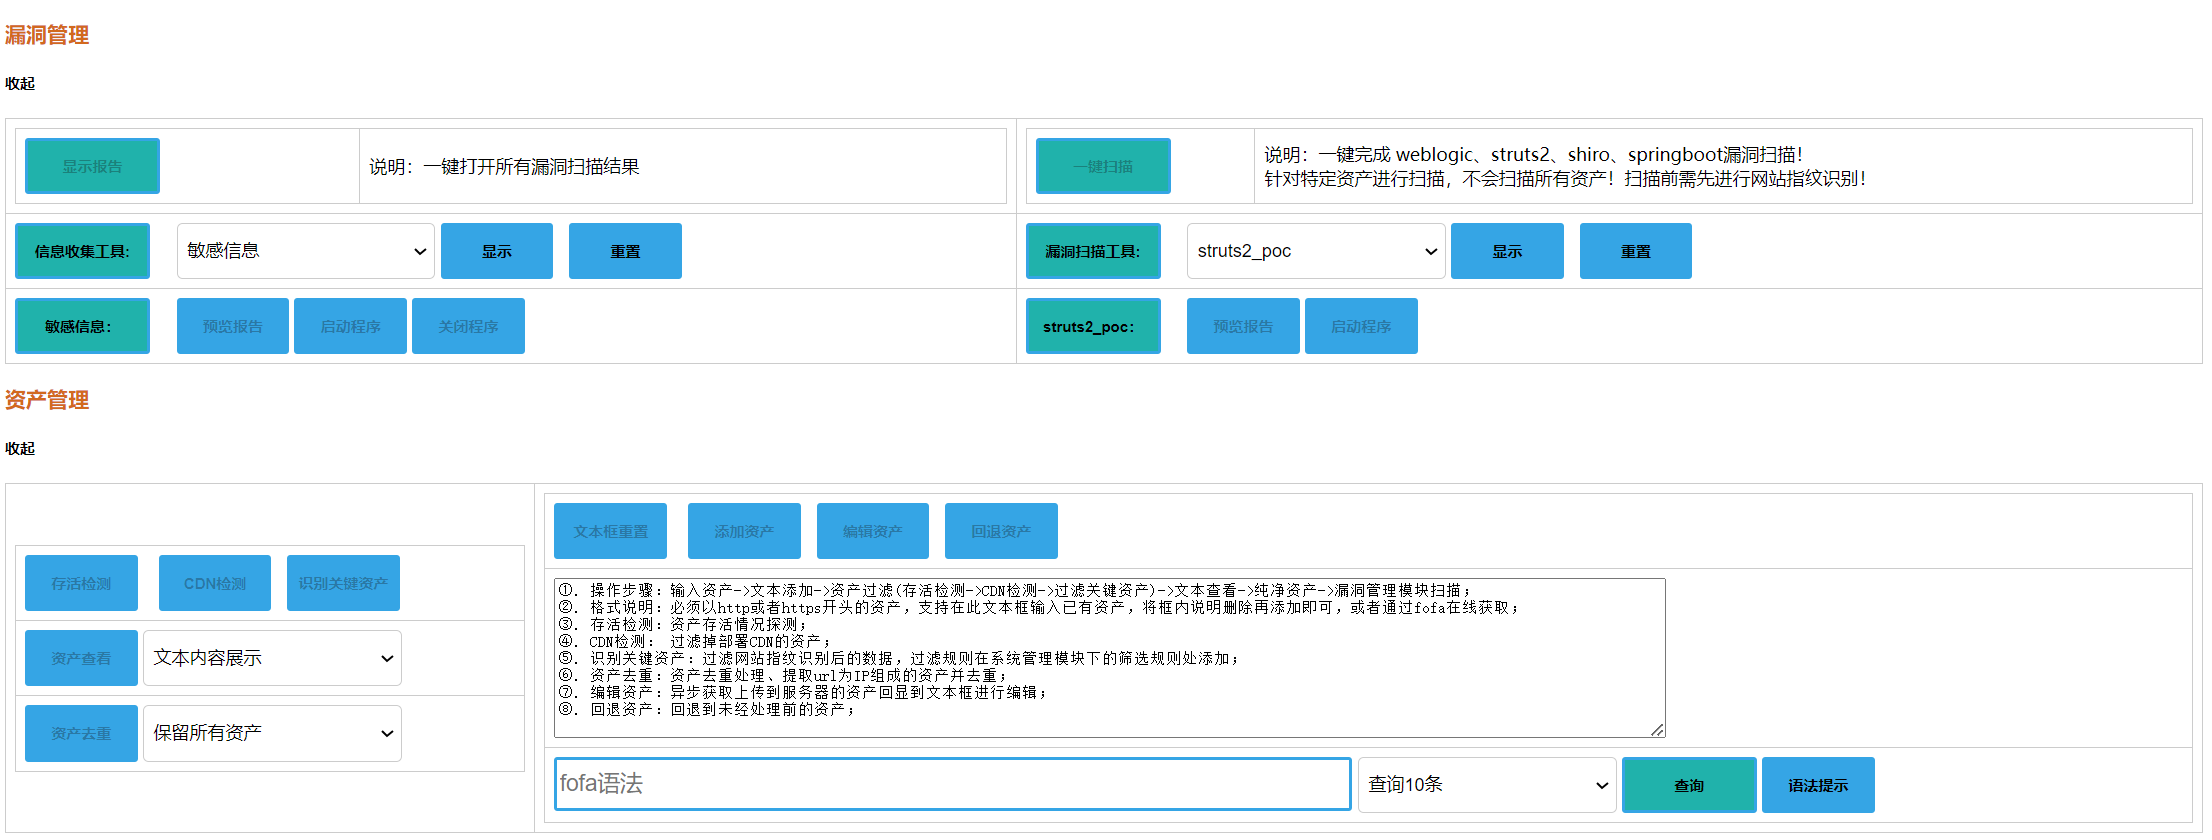 漏洞管理
收起
显示报告
说明：一键打开所有漏洞扫描结果
一键扫描
说明：一键完成 weblogic、struts2、shiro、springboot漏洞扫描！
针对特定资产进行扫描，不会扫描所有资产！扫描前需先进行网站指纹识别！
信息收集工具: 敏感信息 显示 重置
漏洞扫描工具: struts2_poc 显示 重置
敏感信息： 预览报告 启动程序 关闭程序
struts2_poc： 预览报告 启动程序
资产管理
收起
存活检测 CDN检测 识别关键资产
资产查看 文本内容展示
资产去重 保留所有资产
文本框重置 添加资产 编辑资产 回退资产
①. 操作步骤：输入资产->文本添加->资产过滤(存活检测->CDN检测->过滤关键资产)->文本查看->纯净资产->漏洞管理模块扫描；
②. 格式说明：必须以http或者https开头的资产，支持在此文本框输入已有资产，将框内说明删除再添加即可，或者通过fofa在线获取；
③. 存活检测：资产存活情况探测；
④. CDN检测： 过滤掉部署CDN的资产；
⑤. 识别关键资产：过滤网站指纹识别后的数据，过滤规则在系统管理模块下的筛选规则处添加；
⑥. 资产去重：资产去重处理、提取url为IP组成的资产并去重；
⑦. 编辑资产：异步获取上传到服务器的资产回显到文本框进行编辑；
⑧. 回退资产：回退到未经处理前的资产；
fofa语法 查询10条 查询 语法提示